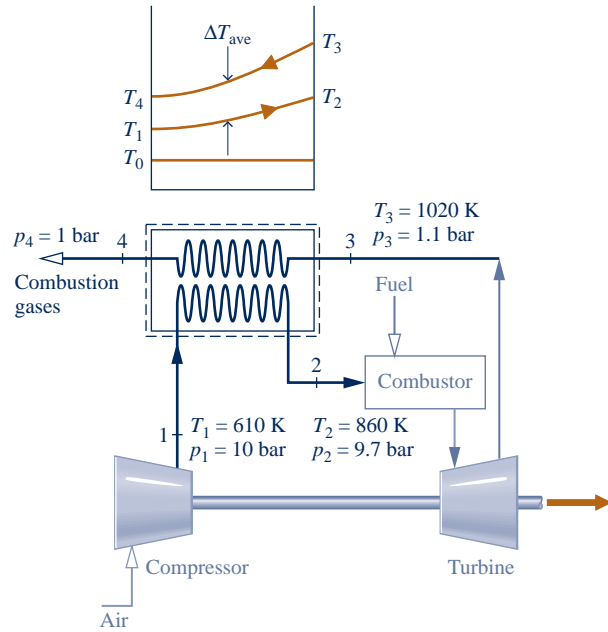 ΔT_ave
T_3
T_4
T_2
T_1
T_0
p_4 = 1 bar
4
Combustion
gases
3
T_3 = 1020 K
p_3 = 1.1 bar
Fuel
2
Combustor
1
T_1 = 610 K
p_1 = 10 bar
T_2 = 860 K
p_2 = 9.7 bar
Compressor
Turbine
Air